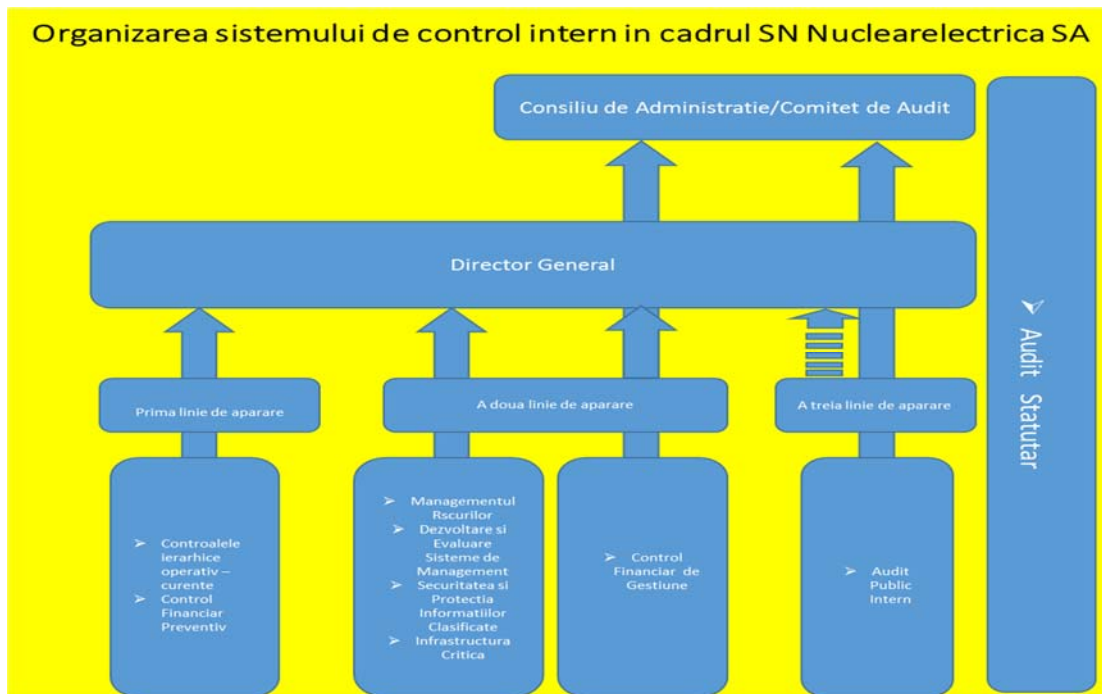 Organizarea sistemului de control intern in cadrul SN Nuclearelectrica SA
Consiliu de Administratie/Comitet de Audit
Director General
Prima linie de aparare
A doua linie de aparare
A treia linie de aparare
➢ Controalele
ierarhice
operativ –
curente
➢ Control
Financiar
Preventiv
➢ Managementul
Rscurilor
➢ Dezvoltare si
Evaluare
Sisteme de
Management
➢ Securitatea si
Protectia
Informatiilor
Clasificate
➢ Infrastructura
Critica
➢ Control
Financiar de
Gestiune
➢ Audit
Public
Intern
➢ Audit Statutar